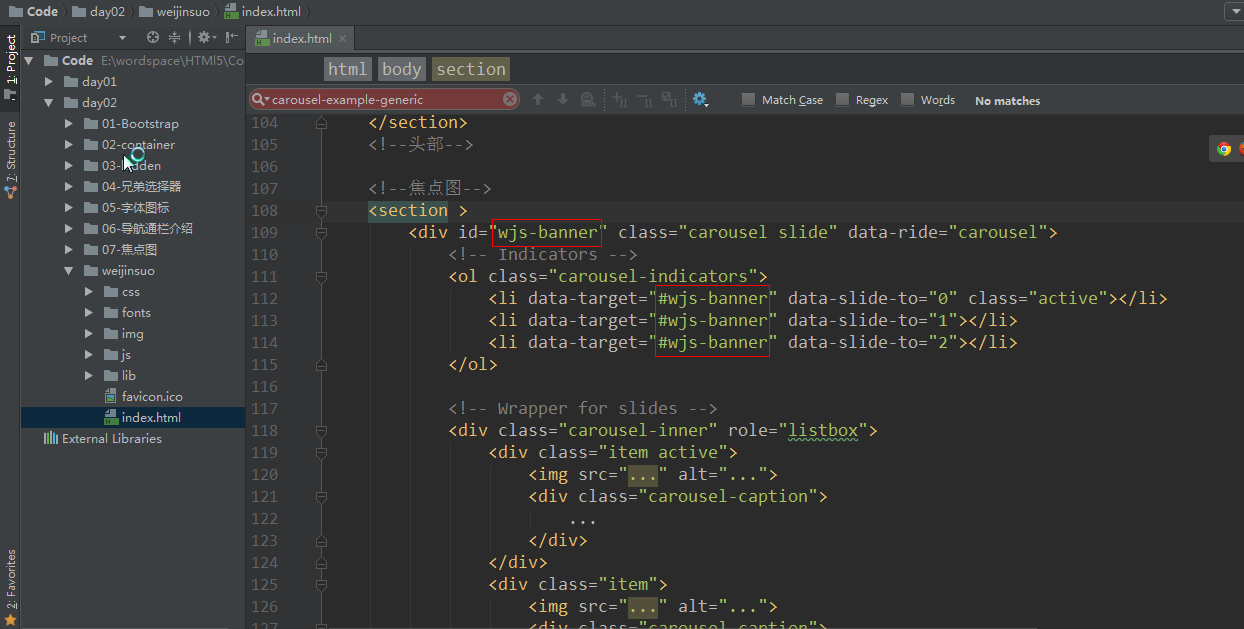 Code day02 weijinsuo index.html
Project
index.html
1: Project
7: Structure
2: Favorites
Code E:\wordspace\HTMl5\Co
day01
day02
01-Bootstrap
02-container
03-hidden
04-兄弟选择器
05-字体图标
06-导航通栏介绍
07-焦点图
weijinsuo
css
fonts
img
js
lib
favicon.ico
index.html
External Libraries
html body section
carousel-example-generic Match Case Regex Words No matches
104 </section>
105 <!--头部-->
106
107 <!--焦点图-->
108 <section >
109 <div id="wjs-banner" class="carousel slide" data-ride="carousel">
110 <!-- Indicators -->
111 <ol class="carousel-indicators">
112 <li data-target="#wjs-banner" data-slide-to="0" class="active"></li>
113 <li data-target="#wjs-banner" data-slide-to="1"></li>
114 <li data-target="#wjs-banner" data-slide-to="2"></li>
115 </ol>
116
117 <!-- Wrapper for slides -->
118 <div class="carousel-inner" role="listbox">
119 <div class="item active">
120 <img src="..." alt="...">
121 <div class="carousel-caption">
122 ...
123 </div>
124 </div>
125 <div class="item">
126 <img src="..." alt="...">
127 <div class="carousel-caption">